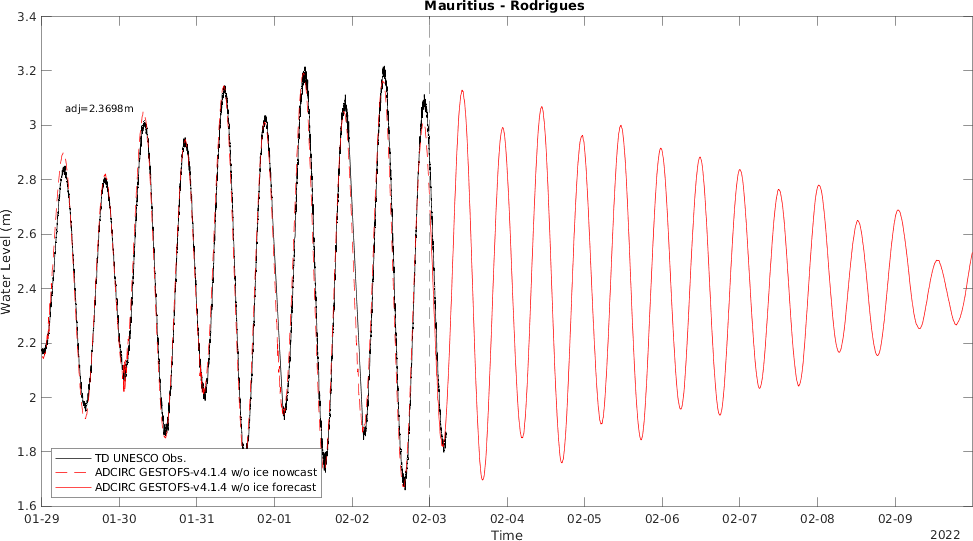 Mauritius - Rodrigues
3.4
3.2
3
2.8
2.6
2.4
2.2
2
1.8
1.6
Water Level (m)
adj=2.3698m
TD UNESCO Obs.
ADCIRC GESTOFS-v4.1.4 w/o ice nowcast
ADCIRC GESTOFS-v4.1.4 w/o ice forecast
01-29 01-30 01-31 02-01 02-02 02-03 02-04 02-05 02-06 02-07 02-08 02-09
Time
2022